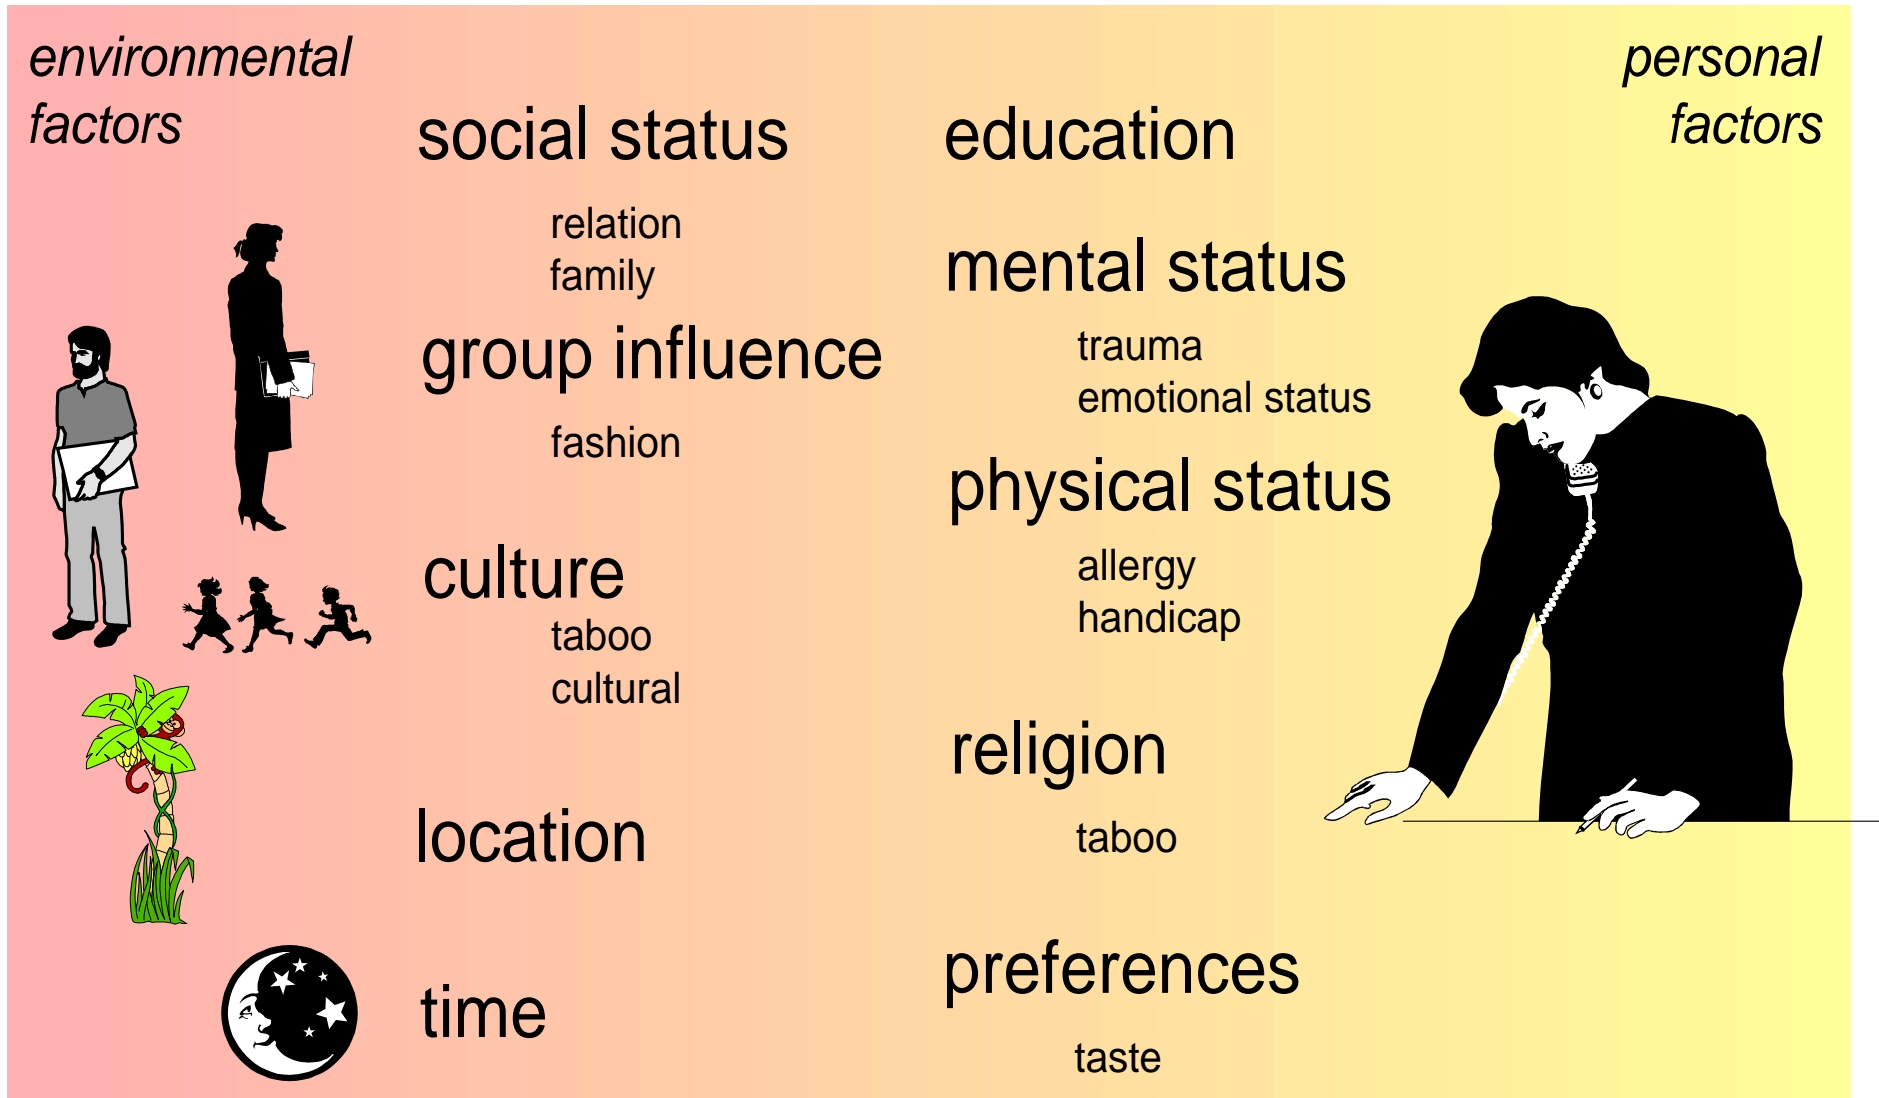 environmental
factors
social status
relation
family
group influence
fashion
culture
taboo
cultural
location
time
personal
factors
education
mental status
trauma
emotional status
physical status
allergy
handicap
religion
taboo
preferences
taste